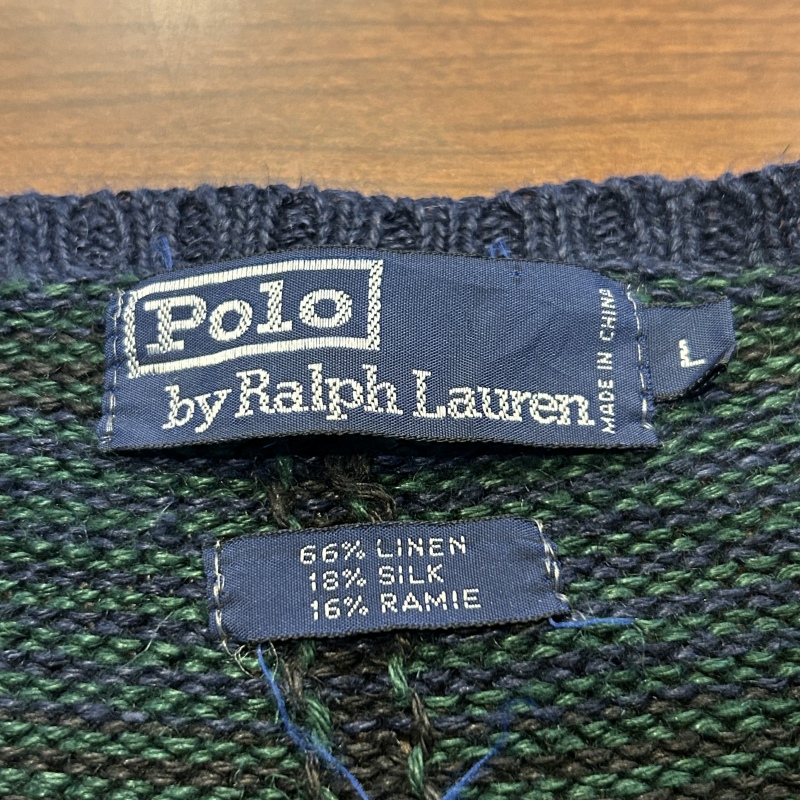 Polo
by Ralph Lauren
MADE IN CHINA
L
66% LINEN
18% SILK
16% RAMIE